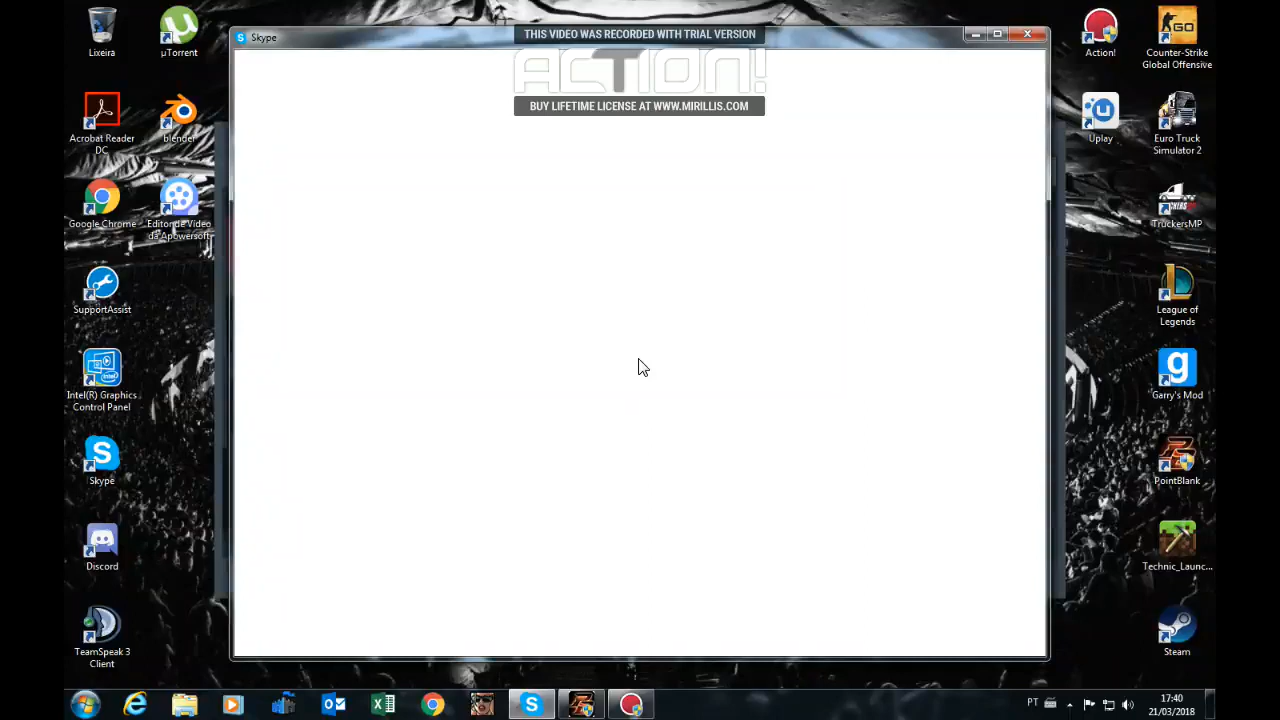 Skype
THIS VIDEO WAS RECORDED WITH TRIAL VERSION
ACTION!
BUY LIFETIME LICENSE AT WWW.MIRILLIS.COM
Lixeira
µTorrent
Action!
Counter-Strike
Global Offensive
Acrobat Reader
DC
blender
Uplay
Euro Truck
Simulator 2
Google Chrome
Editor de Vídeo
da Apowersoft
TruckersMP
SupportAssist
League of
Legends
Intel(R) Graphics
Control Panel
Garry's Mod
Skype
PointBlank
Discord
Technic_Launc...
TeamSpeak 3
Client
Steam
PT
17:40
21/03/2018